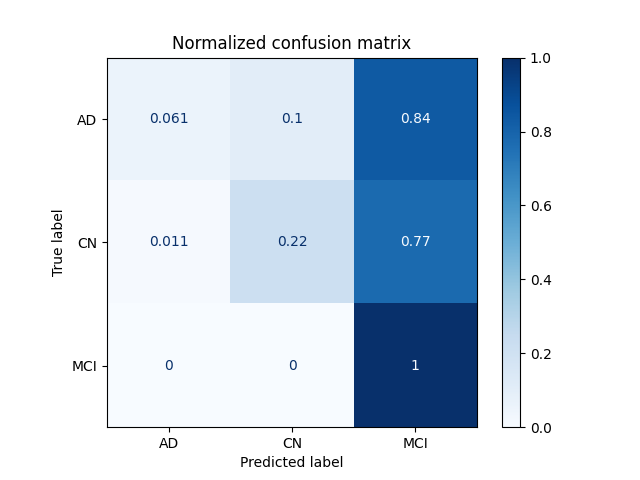 Normalized confusion matrix
1.0
AD 0.061 0.1 0.84
0.8
0.6
CN 0.011 0.22 0.77
0.4
0.2
MCI 0 0 1
0.0
AD CN MCI
Predicted label
True label